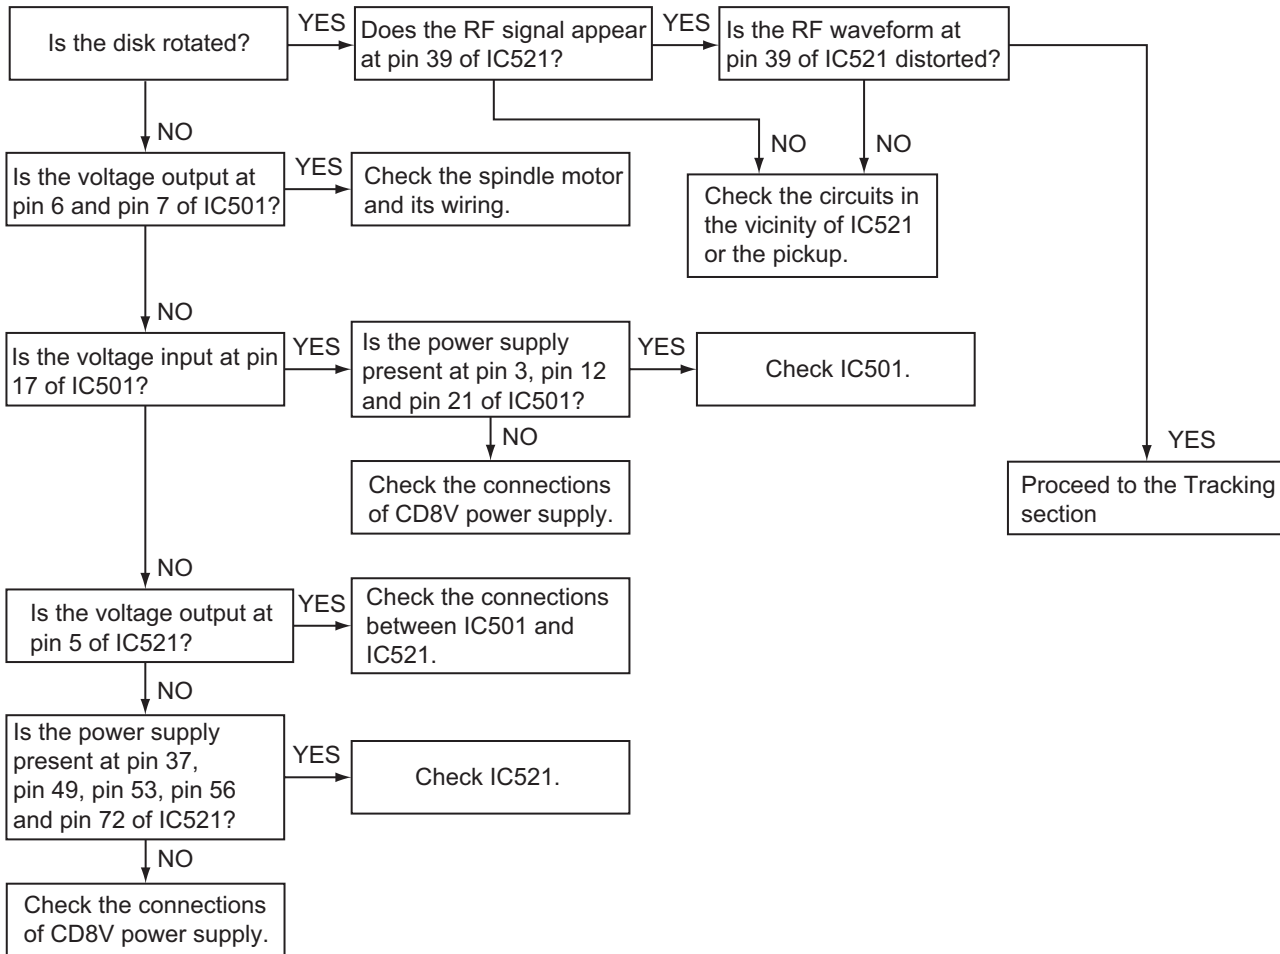 Is the disk rotated?
YES
Does the RF signal appear
at pin 39 of IC521?
YES
Is the RF waveform at
pin 39 of IC521 distorted?
NO
NO
NO
Is the voltage output at
pin 6 and pin 7 of IC501?
YES
Check the spindle motor
and its wiring.
Check the circuits in
the vicinity of IC521
or the pickup.
NO
Is the voltage input at pin
17 of IC501?
YES
Is the power supply
present at pin 3, pin 12
and pin 21 of IC501?
YES
Check IC501.
NO
YES
Check the connections
of CD8V power supply.
Proceed to the Tracking
section
NO
Is the voltage output at
pin 5 of IC521?
YES
Check the connections
between IC501 and
IC521.
NO
Is the power supply
present at pin 37,
pin 49, pin 53, pin 56
and pin 72 of IC521?
YES
Check IC521.
NO
Check the connections
of CD8V power supply.